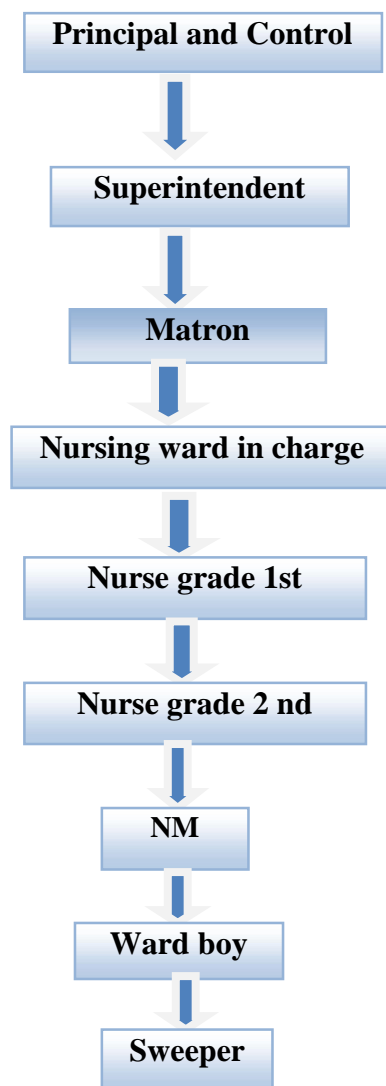 Principal and Control
Superintendent
Matron
Nursing ward in charge
Nurse grade 1st
Nurse grade 2 nd
NM
Ward boy
Sweeper